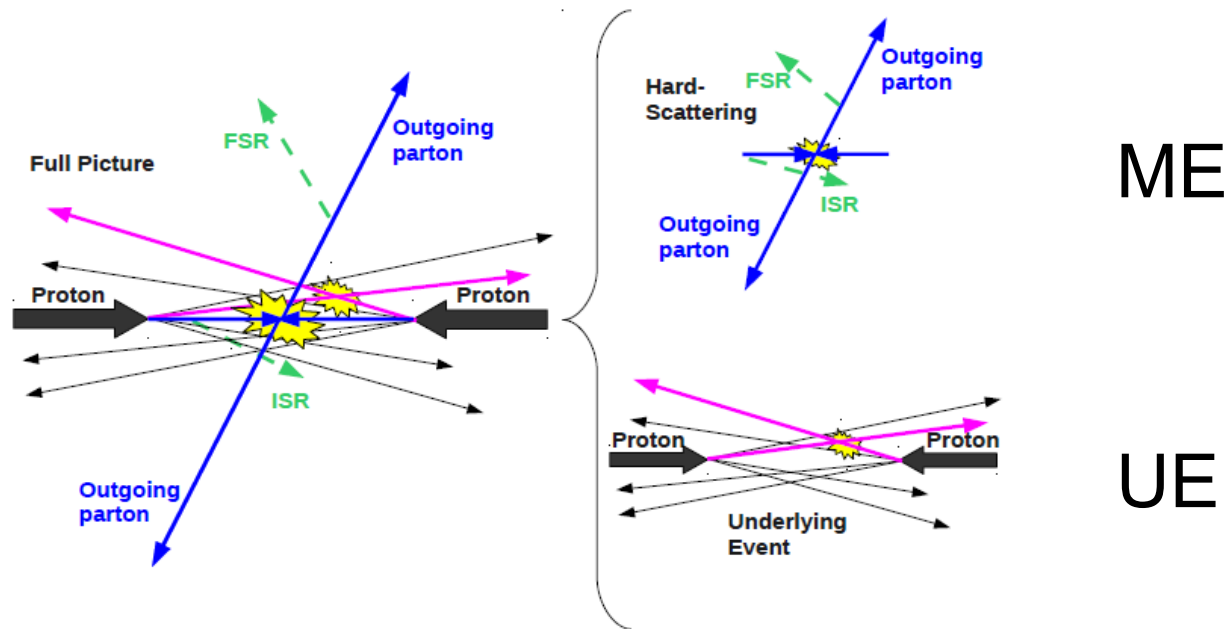 Full Picture
FSR
Outgoing
parton
Proton
Proton
ISR
Outgoing
parton
Hard-
Scattering
FSR
Outgoing
parton
ISR
Outgoing
parton
ME
Proton
Proton
Underlying
Event
UE